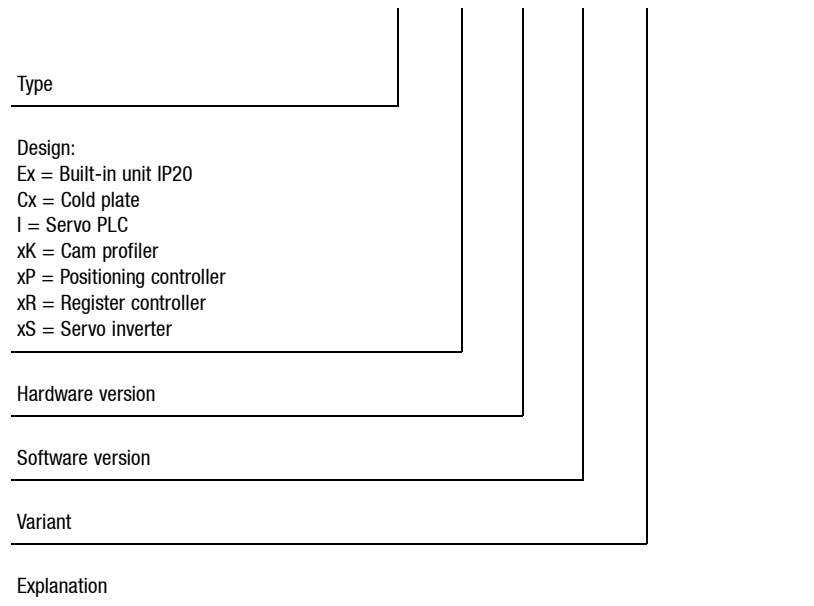 Type
Design:
Ex = Built-in unit IP20
Cx = Cold plate
I = Servo PLC
xK = Cam profiler
xP = Positioning controller
xR = Register controller
xS = Servo inverter
Hardware version
Software version
Variant
Explanation